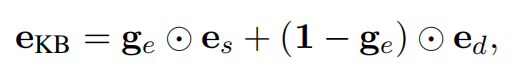 e_KB = g_e ⊙ e_s + (1 − g_e) ⊙ e_d,